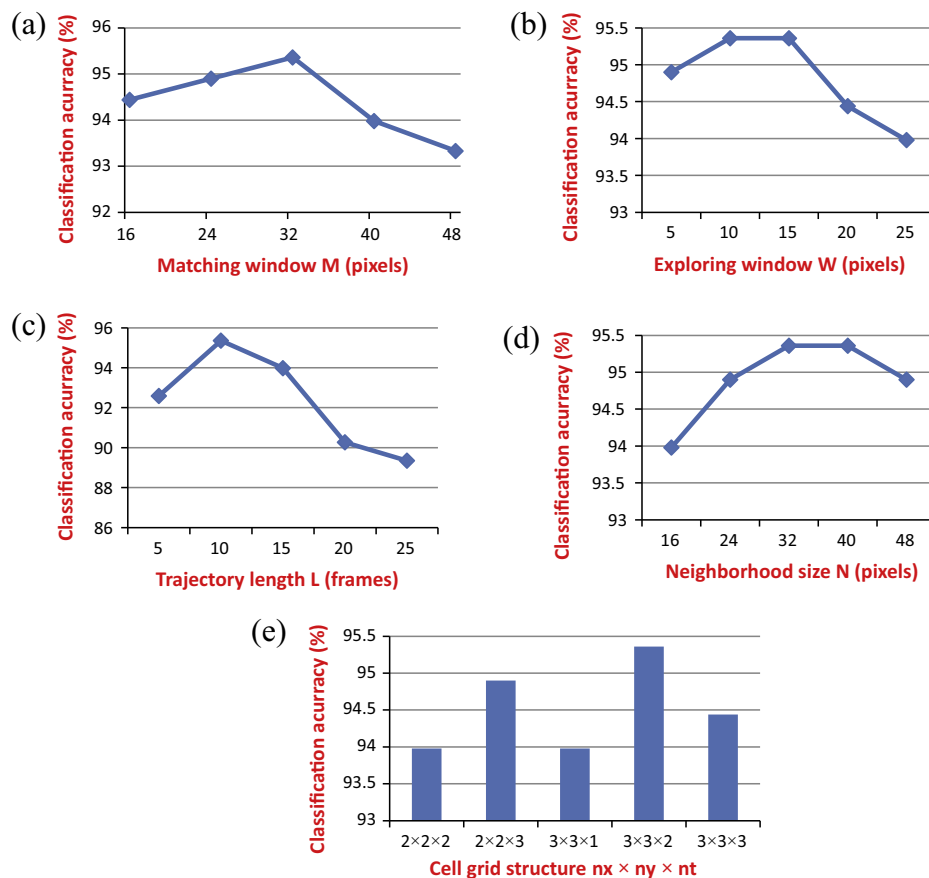 (a)
Classification acurracy (%)
96
95
94
93
92
16 24 32 40 48
Matching window M (pixels)
(b)
Classification acurracy (%)
95.5
95
94.5
94
93.5
93
5 10 15 20 25
Exploring window W (pixels)
(c)
Classification acurracy (%)
96
94
92
90
88
86
5 10 15 20 25
Trajectory length L (frames)
(d)
Classification acurracy (%)
95.5
95
94.5
94
93.5
93
16 24 32 40 48
Neighborhood size N (pixels)
(e)
Classification acurracy (%)
95.5
95
94.5
94
93.5
93
2×2×2 2×2×3 3×3×1 3×3×2 3×3×3
Cell grid structure nx × ny × nt